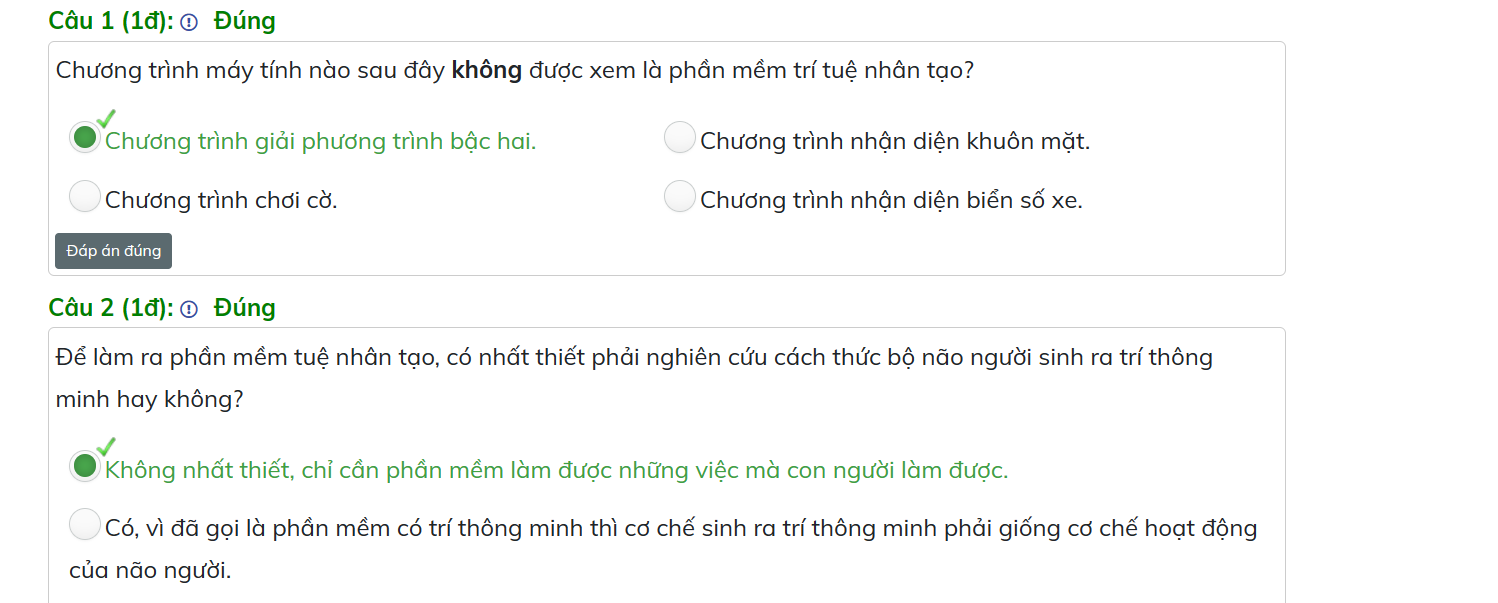 Câu 1 (1đ): Đúng
Chương trình máy tính nào sau đây không được xem là phần mềm trí tuệ nhân tạo?
Chương trình giải phương trình bậc hai.
Chương trình nhận diện khuôn mặt.
Chương trình chơi cờ.
Chương trình nhận diện biển số xe.
Đáp án đúng
Câu 2 (1đ): Đúng
Để làm ra phần mềm tuệ nhân tạo, có nhất thiết phải nghiên cứu cách thức bộ não người sinh ra trí thông
minh hay không?
Không nhất thiết, chỉ cần phần mềm làm được những việc mà con người làm được.
Có, vì đã gọi là phần mềm có trí thông minh thì cơ chế sinh ra trí thông minh phải giống cơ chế hoạt động
của não người.